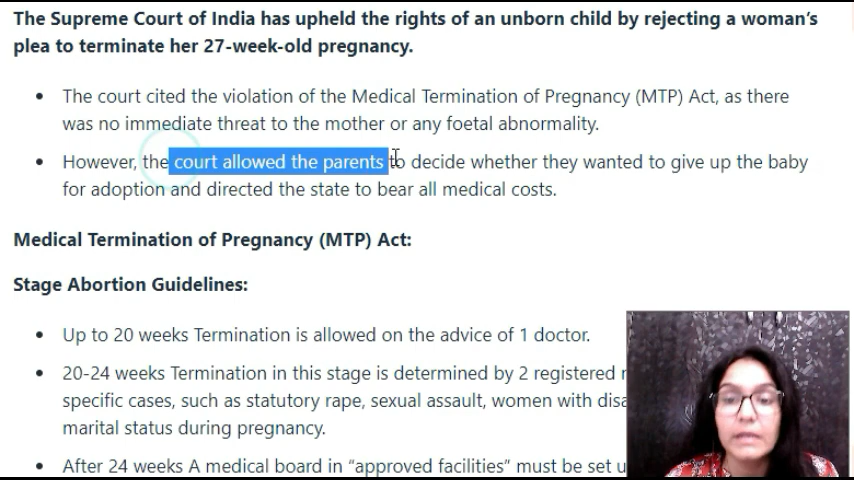 The Supreme Court of India has upheld the rights of an unborn child by rejecting a woman's
plea to terminate her 27-week-old pregnancy.
• The court cited the violation of the Medical Termination of Pregnancy (MTP) Act, as there
was no immediate threat to the mother or any foetal abnormality.
• However, the court allowed the parents to decide whether they wanted to give up the baby
for adoption and directed the state to bear all medical costs.
Medical Termination of Pregnancy (MTP) Act:
Stage Abortion Guidelines:
• Up to 20 weeks Termination is allowed on the advice of 1 doctor.
• 20-24 weeks Termination in this stage is determined by 2 registered
specific cases, such as statutory rape, sexual assault, women with
marital status during pregnancy.
• After 24 weeks A medical board in "approved facilities" must be set